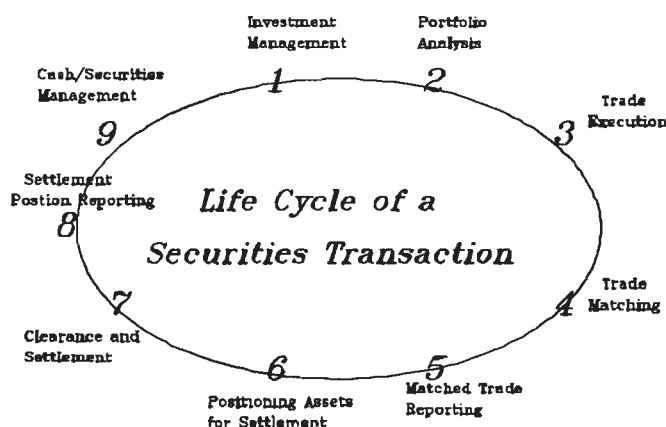 Investment
Management
1
Portfolio
Analysis
2
Trade
Execution
3
Trade
Matching
4
Matched Trade
Reporting
5
Positioning Assets
for Settlement
6
Clearance and
Settlement
7
Settlement
Postion Reporting
8
Cash/Securities
Management
9
Life Cycle of a
Securities Transaction